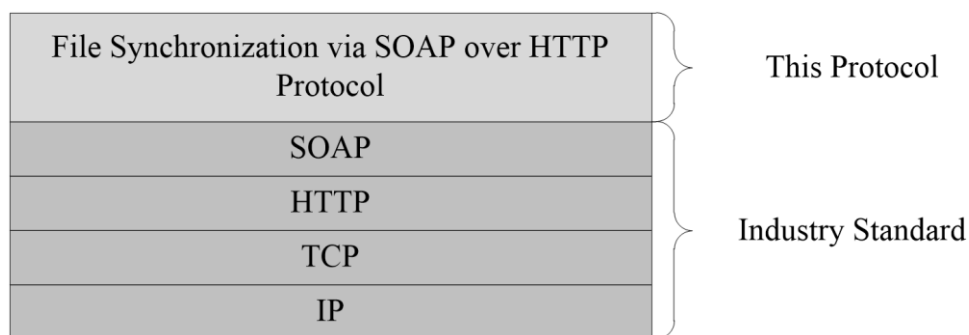 File Synchronization via SOAP over HTTP
Protocol
This Protocol
SOAP
HTTP
TCP
IP
Industry Standard